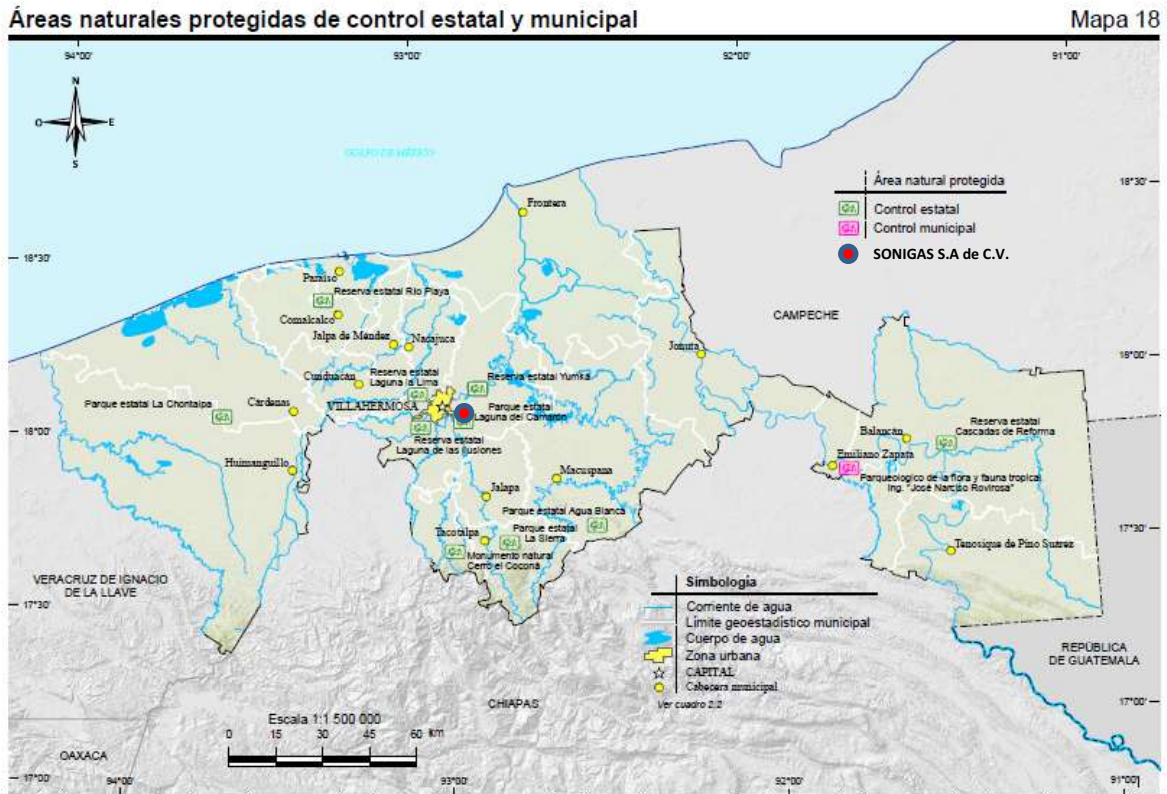 Áreas naturales protegidas de control estatal y municipal
Mapa 18
94°00'
93°00'
92°00'
91°00'
N
O
E
S
GOLFO DE MÉXICO
18°30'
Área natural protegida
Control estatal
Control municipal
SONIGAS S.A de C.V.
Frontera
18°30'
Paraíso
Reserva estatal Río Playa
Comalcalco
CAMPECHE
Jalpa de Méndez
Nacajuca
Jonuta
18°00'
Cunduacán
Reserva estatal
Laguna la Lima
Reserva estatal Yumká
Parque estatal La Chontalpa
Cárdenas
VILLAHERMOSA
Parque estatal
Laguna del Camarón
Reserva estatal
Cascadas de Reforma
18°00'
Reserva estatal
Laguna de las Ilusiones
Balancán
Huimanguillo
Emiliano Zapata
Macuspana
Parqueologico de la flora y fauna tropical
Ing. "José Narciso Rovirosa"
Jalapa
Parque estatal Agua Blanca
17°30'
Tacotalpa
Parque estatal
La Sierra
Monumento natural
Cerro el Coconá
Tenosique de Pino Suárez
VERACRUZ DE IGNACIO
DE LA LLAVE
17°30'
Simbología
Corriente de agua
Límite geoestadístico municipal
Cuerpo de agua
Zona urbana
CAPITAL
Cabecera municipal
Ver cuadro 2.2
REPÚBLICA
DE GUATEMALA
CHIAPAS
17°00'
Escala 1:1 500 000
0 15 30 45 60 km
OAXACA
17°00'
94°00'
93°00'
92°00'
91°00'